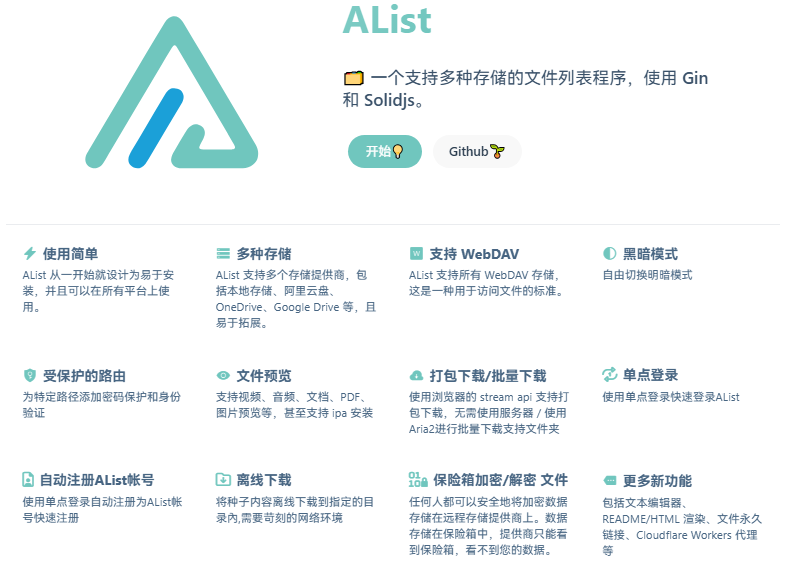 AList
一个支持多种存储的文件列表程序，使用 Gin
和 Solidjs。
开始
Github
使用简单
AList 从一开始就设计为易于安
装，并且可以在所有平台上使
用。
多种存储
AList 支持多个存储提供商，包
括本地存储、阿里云盘、
OneDrive、Google Drive 等，且
易于拓展。
支持 WebDAV
AList 支持所有 WebDAV 存储，
这是一种用于访问文件的标准。
黑暗模式
自由切换明暗模式
受保护的路由
为特定路径添加密码保护和身份
验证
文件预览
支持视频、音频、文档、PDF、
图片预览等，甚至支持 ipa 安装
打包下载/批量下载
使用浏览器的 stream api 支持打
包下载，无需使用服务器 / 使用
Aria2进行批量下载支持文件夹
单点登录
使用单点登录快速登录AList
自动注册AList帐号
使用单点登录自动注册为AList帐
号快速注册
离线下载
将种子内容离线下载到指定的目
录內,需要苛刻的网络环境
保险箱加密/解密 文件
任何人都可以安全地将加密数据
存储在远程存储提供商上。数据
存储在保险箱中，提供商只能看
到保险箱，看不到您的数据。
更多新功能
包括文本编辑器、
README/HTML 渲染、文件永久
链接、Cloudflare Workers 代理
等